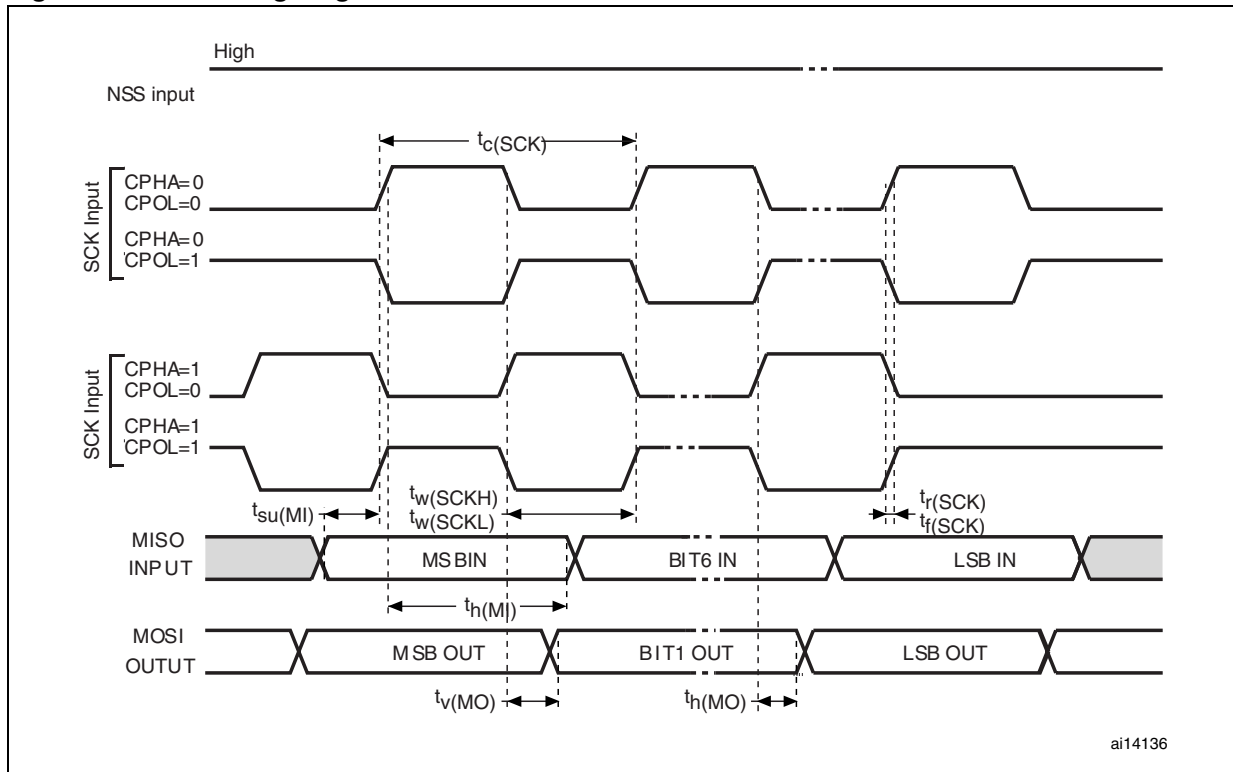 High
NSS input
tc(SCK)
SCK Input
CPHA=0
CPOL=0
CPHA=0
CPOL=1
SCK Input
CPHA=1
CPOL=0
CPHA=1
CPOL=1
tsu(MI)
tw(SCKH)
tw(SCKL)
tr(SCK)
tf(SCK)
MISO
INPUT
MSBIN
BIT6 IN
LSB IN
th(MI)
MOSI
OUTUT
MSB OUT
BIT1 OUT
LSB OUT
tv(MO)
th(MO)
ai14136